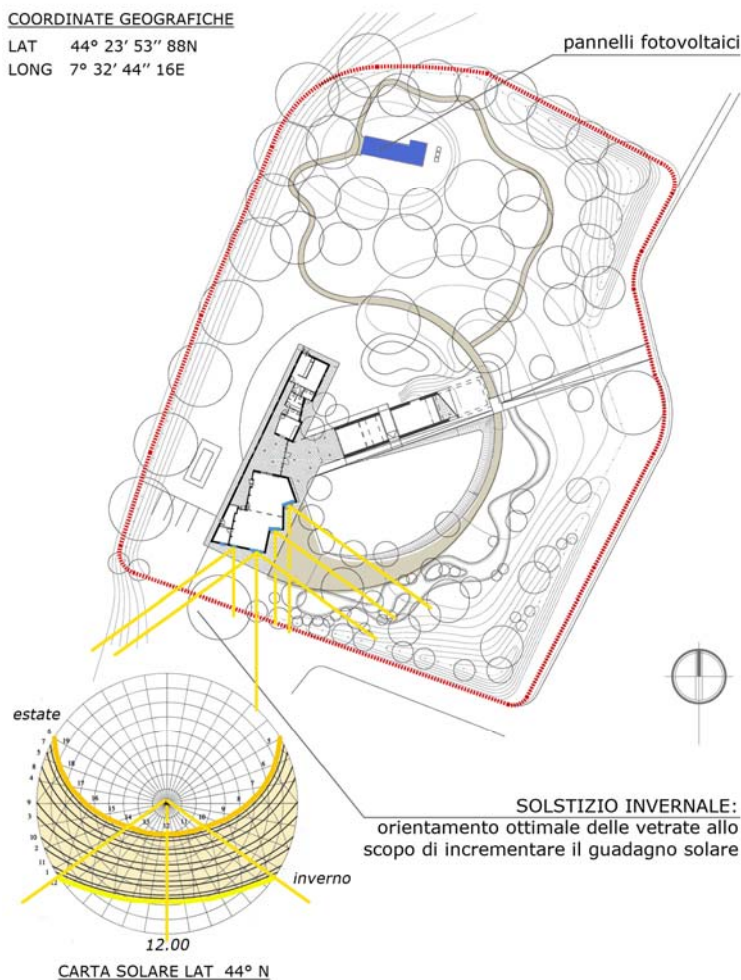 COORDINATE GEOGRAFICHE
LAT 44° 23' 53'' 88N
LONG 7° 32' 44'' 16E
pannelli fotovoltaici
SOLSTIZIO INVERNALE:
orientamento ottimale delle vetrate allo
scopo di incrementare il guadagno solare
estate
inverno
12.00
CARTA SOLARE LAT 44° N